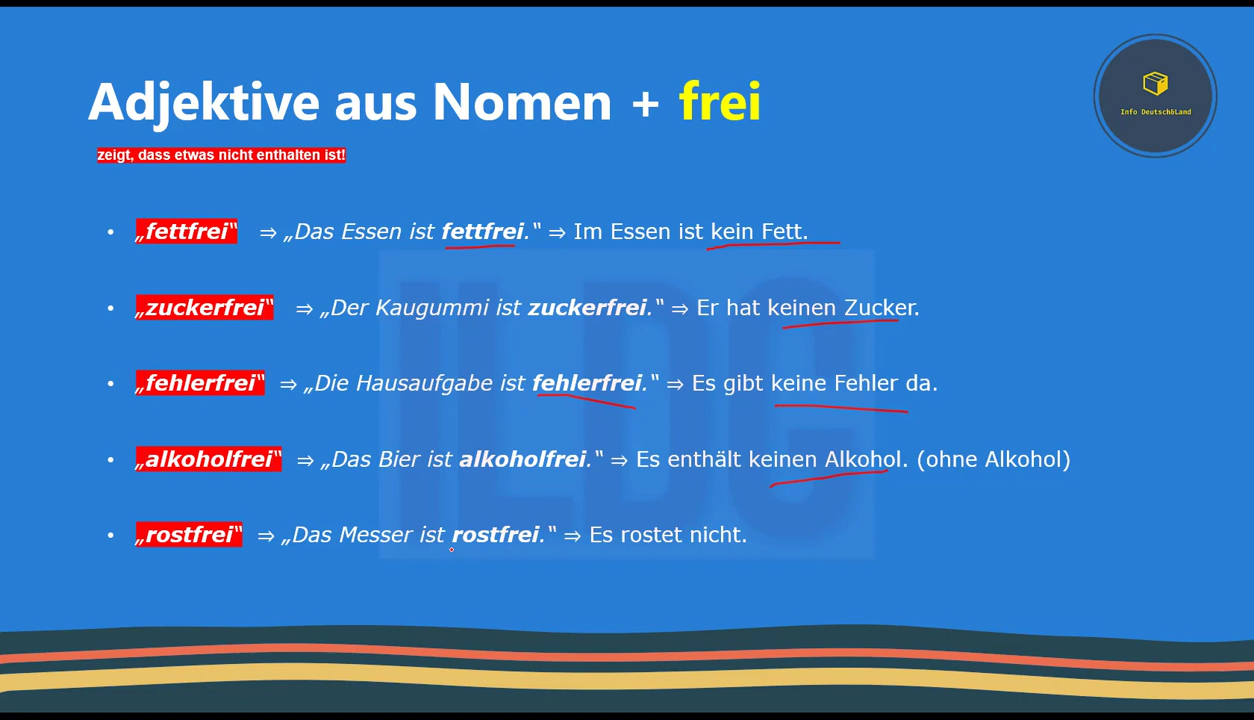 Adjektive aus Nomen + frei
Info Deutsch&Land
zeigt, dass etwas nicht enthalten ist!
• „fettfrei“ ⇒ „Das Essen ist fettfrei.“ ⇒ Im Essen ist kein Fett.
• „zuckerfrei“ ⇒ „Der Kaugummi ist zuckerfrei.“ ⇒ Er hat keinen Zucker.
• „fehlerfrei“ ⇒ „Die Hausaufgabe ist fehlerfrei.“ ⇒ Es gibt keine Fehler da.
• „alkoholfrei“ ⇒ „Das Bier ist alkoholfrei.“ ⇒ Es enthält keinen Alkohol. (ohne Alkohol)
• „rostfrei“ ⇒ „Das Messer ist rostfrei.“ ⇒ Es rostet nicht.
ILDC